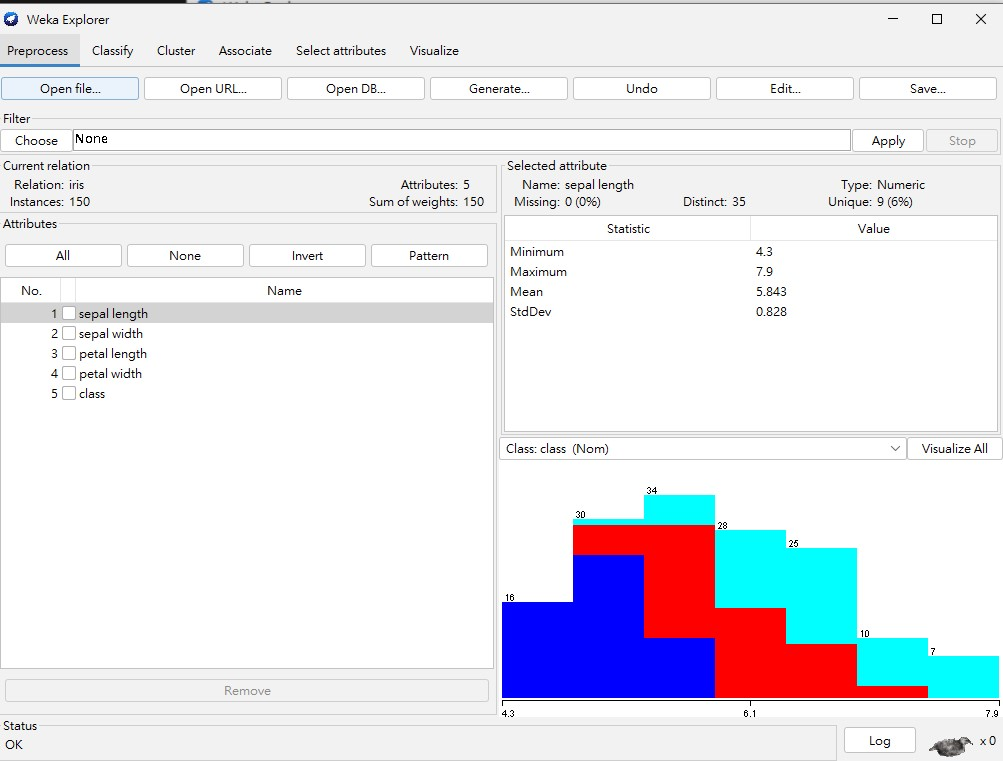 Weka Explorer
Preprocess Classify Cluster Associate Select attributes Visualize
Open file... Open URL... Open DB... Generate... Undo Edit... Save...
Filter
Choose None Apply Stop
Current relation
Relation: iris Attributes: 5
Instances: 150 Sum of weights: 150
Attributes
All None Invert Pattern
No. Name
1 sepal length
2 sepal width
3 petal length
4 petal width
5 class
Remove
Selected attribute
Name: sepal length Type: Numeric
Missing: 0 (0%) Distinct: 35 Unique: 9 (6%)
Statistic Value
Minimum 4.3
Maximum 7.9
Mean 5.843
StdDev 0.828
Class: class (Nom) Visualize All
16 30 34 28 25 10 7
4.3 6.1 7.9
Status
OK Log x 0